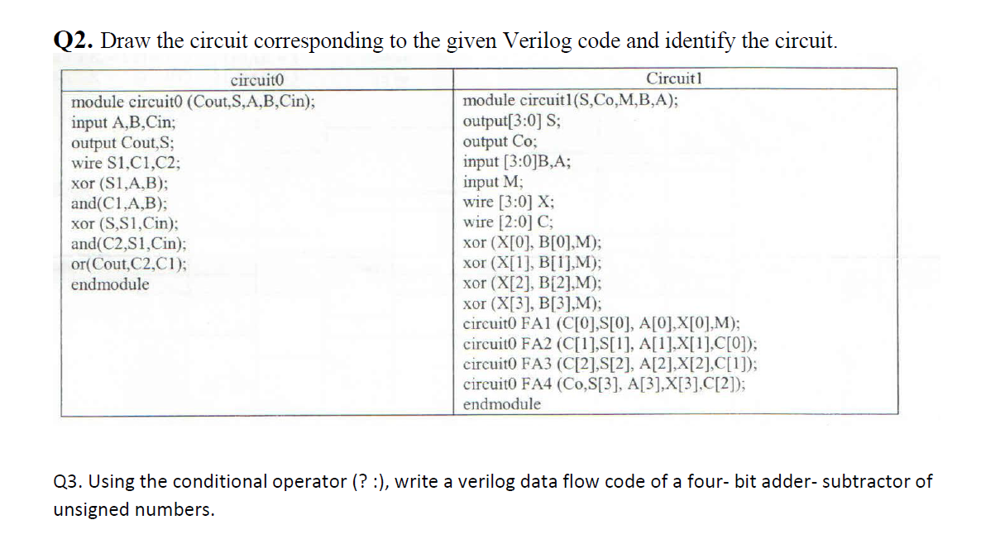 Q2. Draw the circuit corresponding to the given Verilog code and identify the circuit.
circuit0
module circuit0 (Cout,S,A,B,Cin);
input A,B,Cin;
output Cout,S;
wire S1,C1,C2;
xor (S1,A,B);
and(C1,A,B);
xor (S,S1,Cin);
and(C2,S1,Cin);
or(Cout,C2,C1);
endmodule
Circuit1
module circuit1(S,Co,M,B,A);
output[3:0] S;
output Co;
input [3:0]B,A;
input M;
wire [3:0] X;
wire [2:0] C;
xor (X[0], B[0],M);
xor (X[1], B[1],M);
xor (X[2], B[2],M);
xor (X[3], B[3],M);
circuit0 FA1 (C[0],S[0], A[0],X[0],M);
circuit0 FA2 (C[1],S[1], A[1],X[1],C[0]);
circuit0 FA3 (C[2],S[2], A[2],X[2],C[1]);
circuit0 FA4 (Co,S[3], A[3],X[3],C[2]);
endmodule
Q3. Using the conditional operator (? :), write a verilog data flow code of a four- bit adder- subtractor of
unsigned numbers.